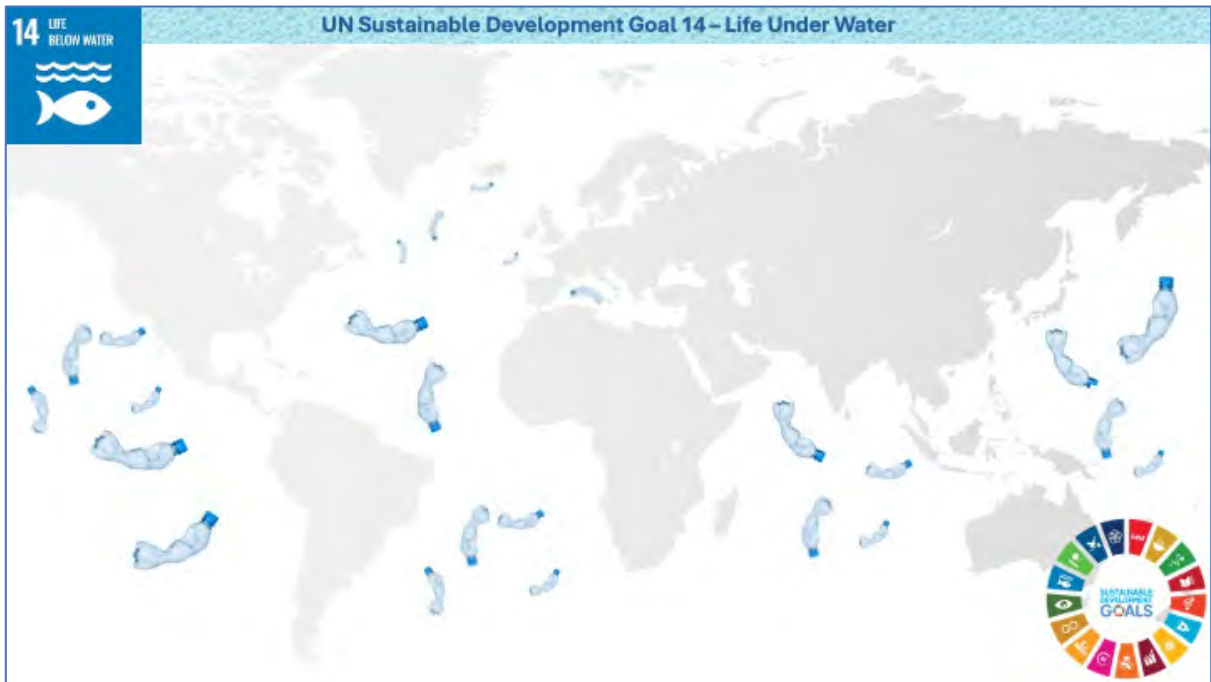 14 LIFE
BELOW WATER
UN Sustainable Development Goal 14 – Life Under Water
SUSTAINABLE
DEVELOPMENT
GOALS